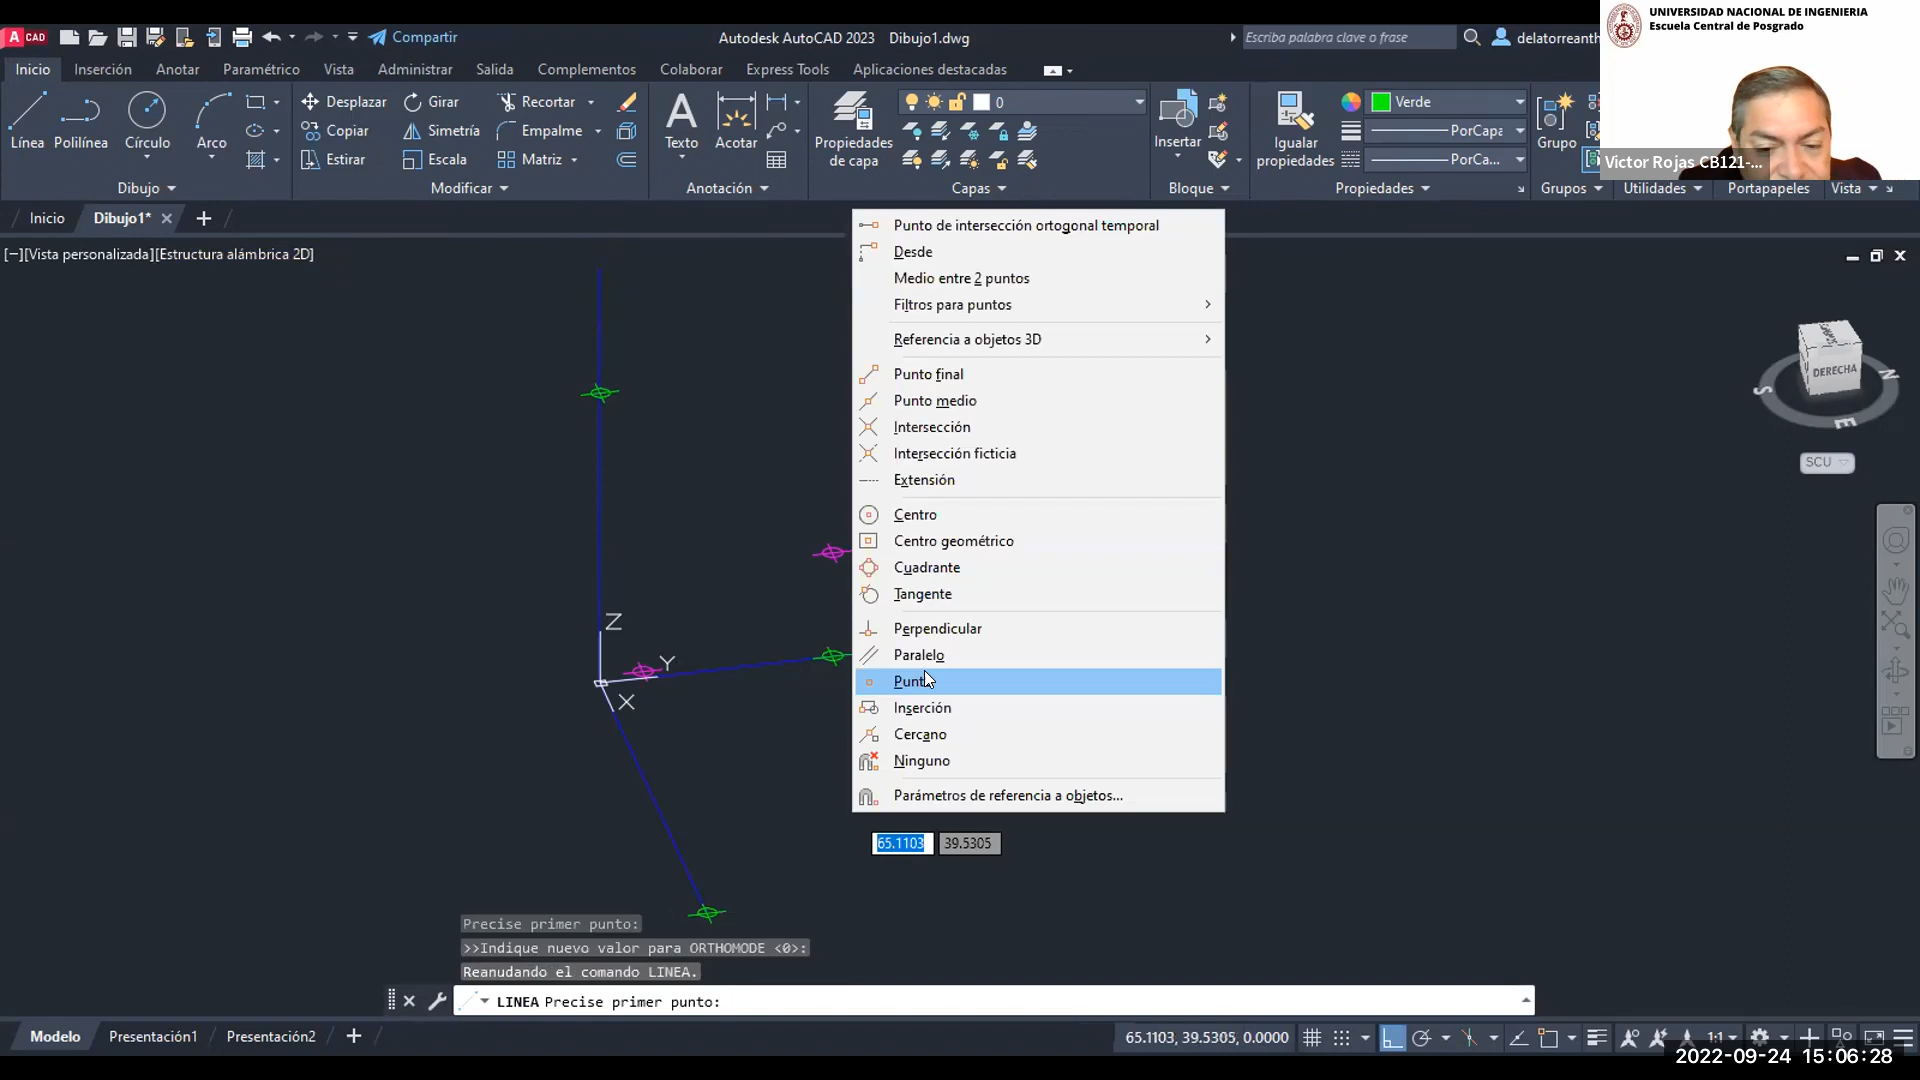 UNIVERSIDAD NACIONAL DE INGENIERIA
Escuela Central de Posgrado
A CAD
Compartir
Autodesk AutoCAD 2023 Dibujo1.dwg
Escriba palabra clave o frase
delatorreanth
Inicio Inserción Anotar Paramétrico Vista Administrar Salida Complementos Colaborar Express Tools Aplicaciones destacadas
Línea Polilínea Círculo Arco
Desplazar Girar Recortar
Copiar Simetría Empalme
Estirar Escala Matriz
Texto Acotar
Propiedades de capa
0
Insertar
Igualar propiedades
Verde
PorCapa
PorCa...
Grupo
Victor Rojas CB121-...
Dibujo Modificar Anotación Capas Bloque Propiedades Grupos Utilidades Portapapeles Vista
Inicio Dibujo1*
[−][Vista personalizada][Estructura alámbrica 2D]
Punto de intersección ortogonal temporal
Desde
Medio entre 2 puntos
Filtros para puntos
Referencia a objetos 3D
Punto final
Punto medio
Intersección
Intersección ficticia
Extensión
Centro
Centro geométrico
Cuadrante
Tangente
Perpendicular
Paralelo
Punt
Inserción
Cercano
Ninguno
Parámetros de referencia a objetos...
DERECHA
S
N
E
SCU
Z
Y
X
65.1103 39.5305
Precise primer punto:
>>Indique nuevo valor para ORTHOMODE <0>:
Reanudando el comando LINEA.
LINEA Precise primer punto:
Modelo Presentación1 Presentación2
65.1103, 39.5305, 0.0000
1:1
2022-09-24 15:06:28